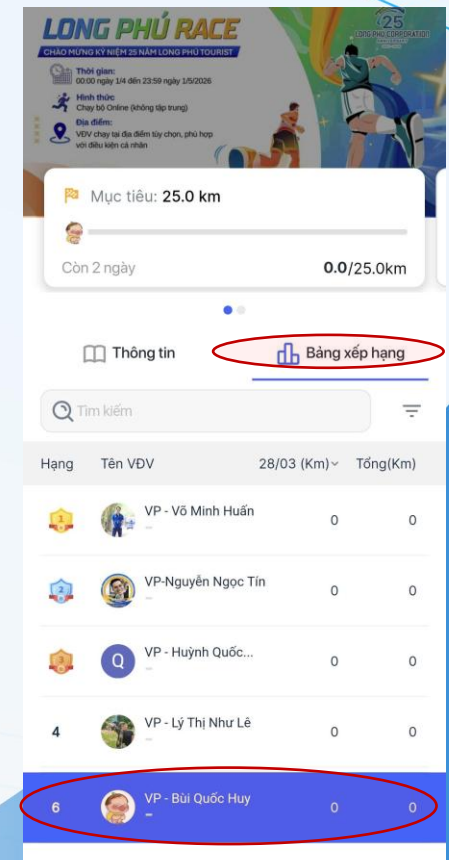 LONG PHÚ RACE
25
LONG PHU CORPORATION
CHÀO MỪNG KỶ NIỆM 25 NĂM LONG PHÚ TOURIST
Thời gian:
00:00 ngày 1/4 đến 23:59 ngày 1/5/2026
Hình thức:
Chạy bộ Online (không tập trung)
Địa điểm:
VĐV chạy tại địa điểm tùy chọn, phù hợp
với điều kiện cá nhân
Mục tiêu: 25.0 km
Còn 2 ngày 0.0/25.0km
Thông tin Bảng xếp hạng
Tìm kiếm
Hạng Tên VĐV 28/03 (Km) Tổng(Km)
1 VP - Võ Minh Huấn 0 0
–
2 VP-Nguyễn Ngọc Tín 0 0
–
3 Q VP - Huỳnh Quốc... 0 0
–
4 VP - Lý Thị Như Lê 0 0
–
6 VP - Bùi Quốc Huy 0 0
–